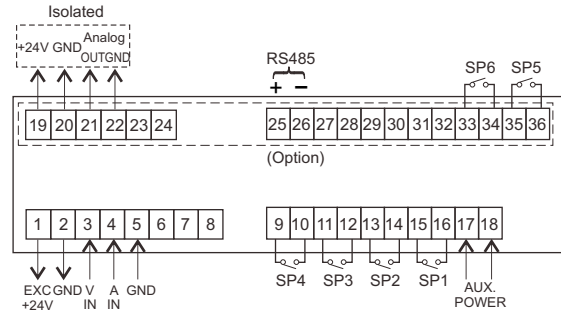 Isolated
+24V GND Analog
OUT GND
RS485
+ −
SP6 SP5
19 20 21 22 23 24 25 26 27 28 29 30 31 32 33 34 35 36
(Option)
1 2 3 4 5 6 7 8 9 10 11 12 13 14 15 16 17 18
SP4 SP3 SP2 SP1
EXC GND V A GND AUX.
+24V IN IN POWER